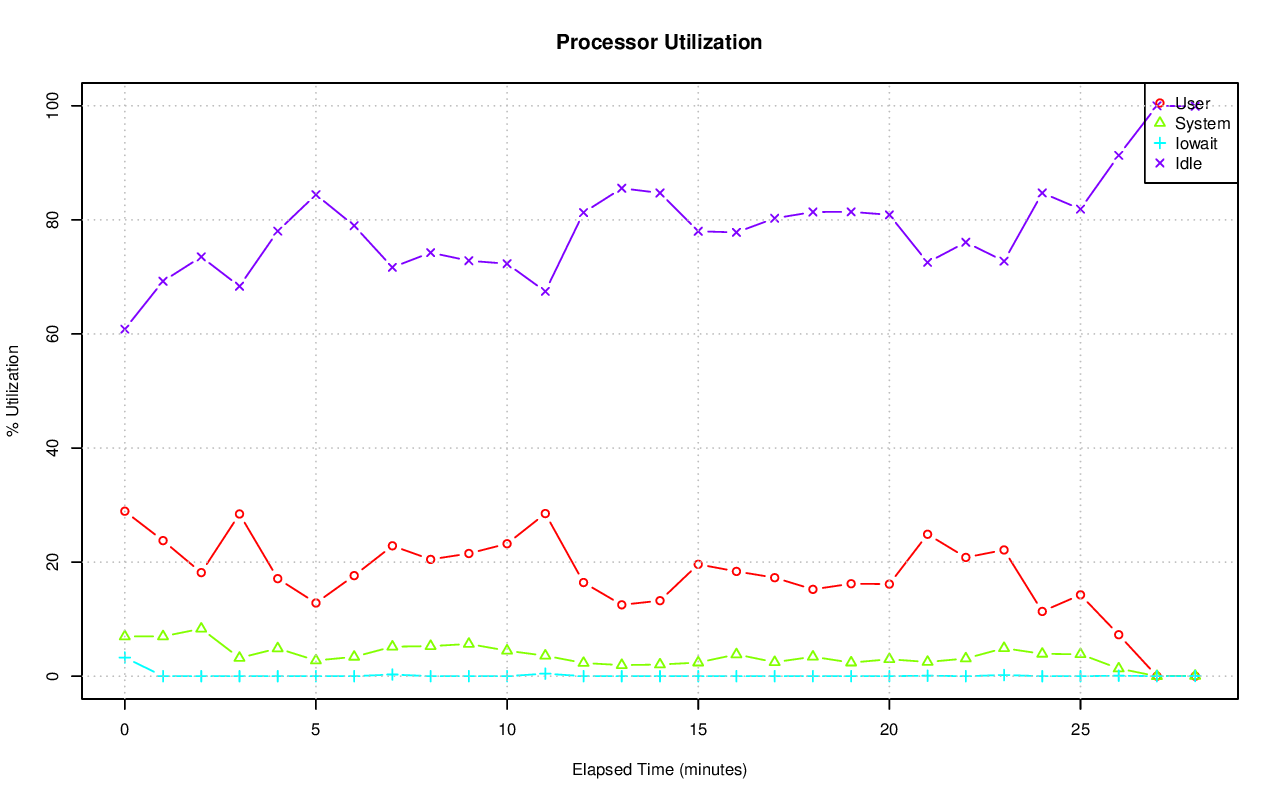 Processor Utilization
100
80
60
40
20
0
% Utilization
User
System
Iowait
Idle
0 5 10 15 20 25
Elapsed Time (minutes)